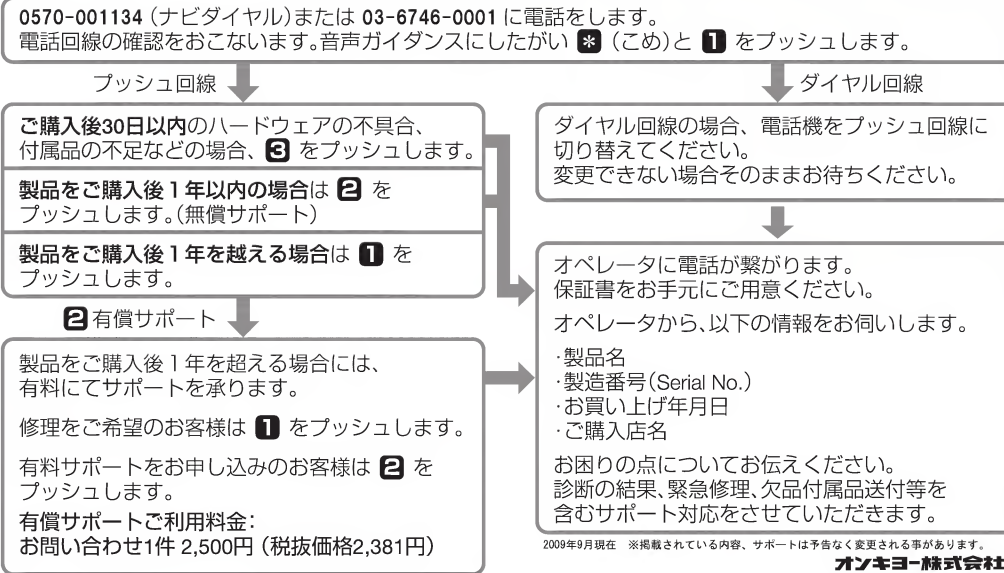 0570-001134 (ナビダイヤル)または 03-6746-0001 に電話をします。
電話回線の確認をおこないます。音声ガイダンスにしたがい * (こめ)と 1 をプッシュします。
プッシュ回線
ダイヤル回線
ご購入後30日以内のハードウェアの不具合、
付属品の不足などの場合、3 をプッシュします。
製品をご購入後1年以内の場合は 2 を
プッシュします。(無償サポート)
製品をご購入後1年を越える場合は 1 を
プッシュします。
2 有償サポート
製品をご購入後1年を超える場合には、
有料にてサポートを承ります。
修理をご希望のお客様は 1 をプッシュします。
有料サポートをお申し込みのお客様は 2 を
プッシュします。
有償サポートご利用料金:
お問い合わせ1件 2,500円(税抜価格2,381円)
ダイヤル回線の場合、電話機をプッシュ回線に
切り替えてください。
変更できない場合そのままお待ちください。
オペレータに電話が繋がります。
保証書をお手元にご用意ください。
オペレータから、以下の情報をお伺いします。
・製品名
・製造番号(Serial No.)
・お買い上げ年月日
・ご購入店名
お困りの点についてお伝えください。
診断の結果、緊急修理、欠品付属品送付等を
含むサポート対応をさせていただきます。
2009年9月現在 ※掲載されている内容、サポートは予告なく変更される事があります。
オンキヨー株式会社